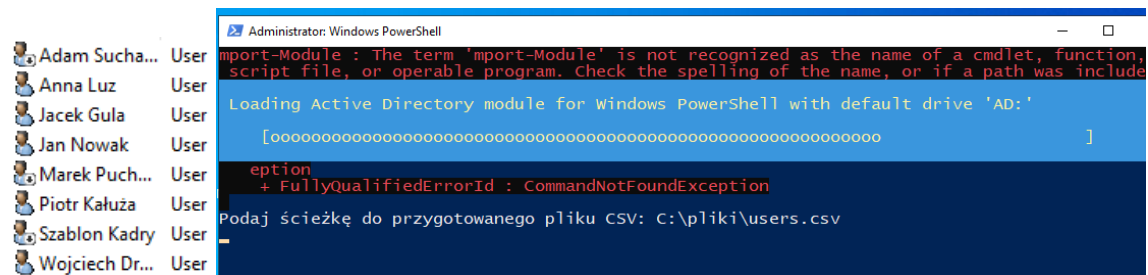 Adam Sucha... User
Anna Luz User
Jacek Gula User
Jan Nowak User
Marek Puch... User
Piotr Kałuża User
Szablon Kadry User
Wojciech Dr... User
Administrator: Windows PowerShell
mport-Module : The term 'mport-Module' is not recognized as the name of a cmdlet, function,
script file, or operable program. Check the spelling of the name, or if a path was include
Loading Active Directory module for Windows PowerShell with default drive 'AD:'
[oooooooooooooooooooooooooooooooooooooooooooooooooooooooooooo ]
eption
+ FullyQualifiedErrorId : CommandNotFoundException
Podaj ścieżkę do przygotowanego pliku CSV: C:\pliki\users.csv